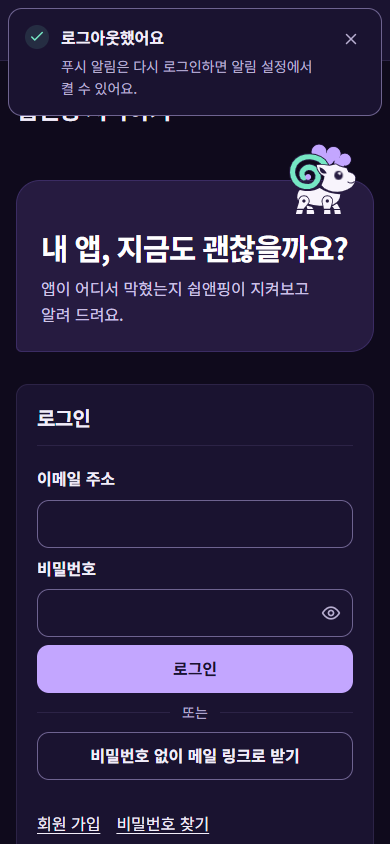 로그아웃했어요
푸시 알림은 다시 로그인하면 알림 설정에서
켤 수 있어요.
내 앱, 지금도 괜찮을까요?
앱이 어디서 막혔는지 쉽앤핑이 지켜보고
알려 드려요.
로그인
이메일 주소
비밀번호
로그인
또는
비밀번호 없이 메일 링크로 받기
회원 가입 비밀번호 찾기